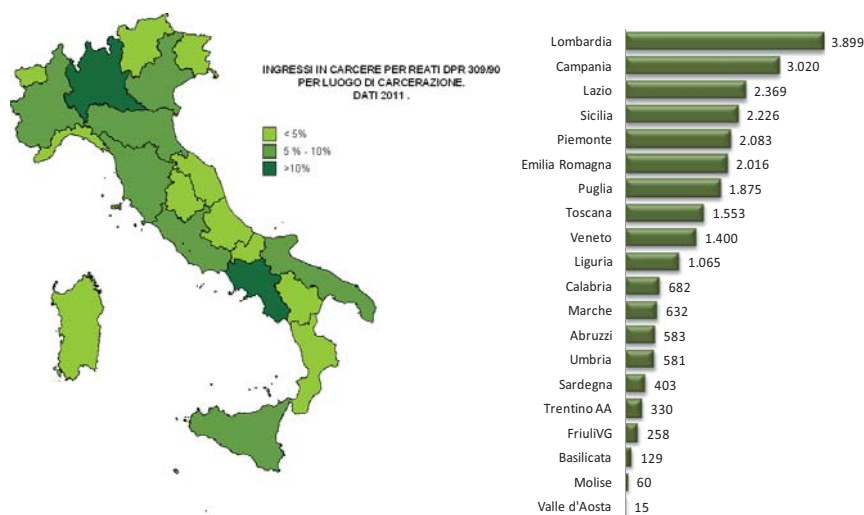 INGRESSI IN CARCERE PER REATI DPR 309/90
PER LUOGO DI CARCERAZIONE.
DATI 2011 .
< 5%
5 % - 10%
>10%
Lombardia 3.899
Campania 3.020
Lazio 2.369
Sicilia 2.226
Piemonte 2.083
Emilia Romagna 2.016
Puglia 1.875
Toscana 1.553
Veneto 1.400
Liguria 1.065
Calabria 682
Marche 632
Abruzzi 583
Umbria 581
Sardegna 403
Trentino AA 330
FriuliVG 258
Basilicata 129
Molise 60
Valle d'Aosta 15